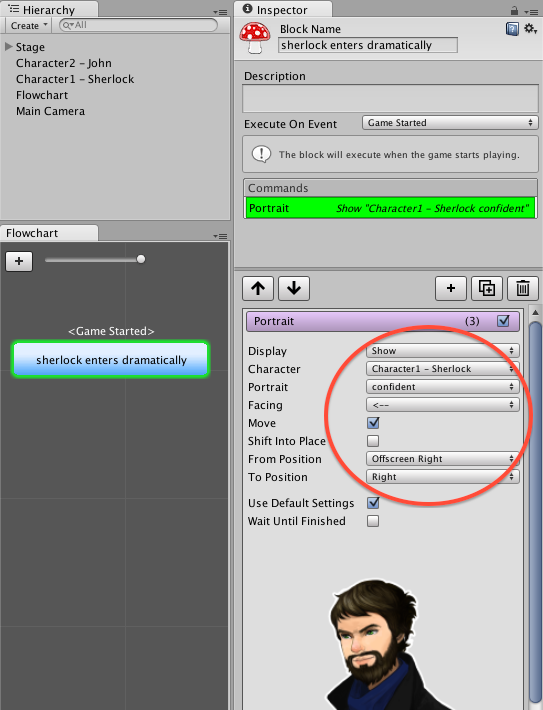 Hierarchy
Create
All
Stage
Character2 - John
Character1 - Sherlock
Flowchart
Main Camera
Flowchart
+
<Game Started>
sherlock enters dramatically
Inspector
Block Name
sherlock enters dramatically
Description
Execute On Event Game Started
The block will execute when the game starts playing.
Commands
Portrait Show "Character1 - Sherlock confident"
+
Portrait (3)
Display Show
Character Character1 - Sherlock
Portrait confident
Facing <--
Move
Shift Into Place
From Position Offscreen Right
To Position Right
Use Default Settings
Wait Until Finished